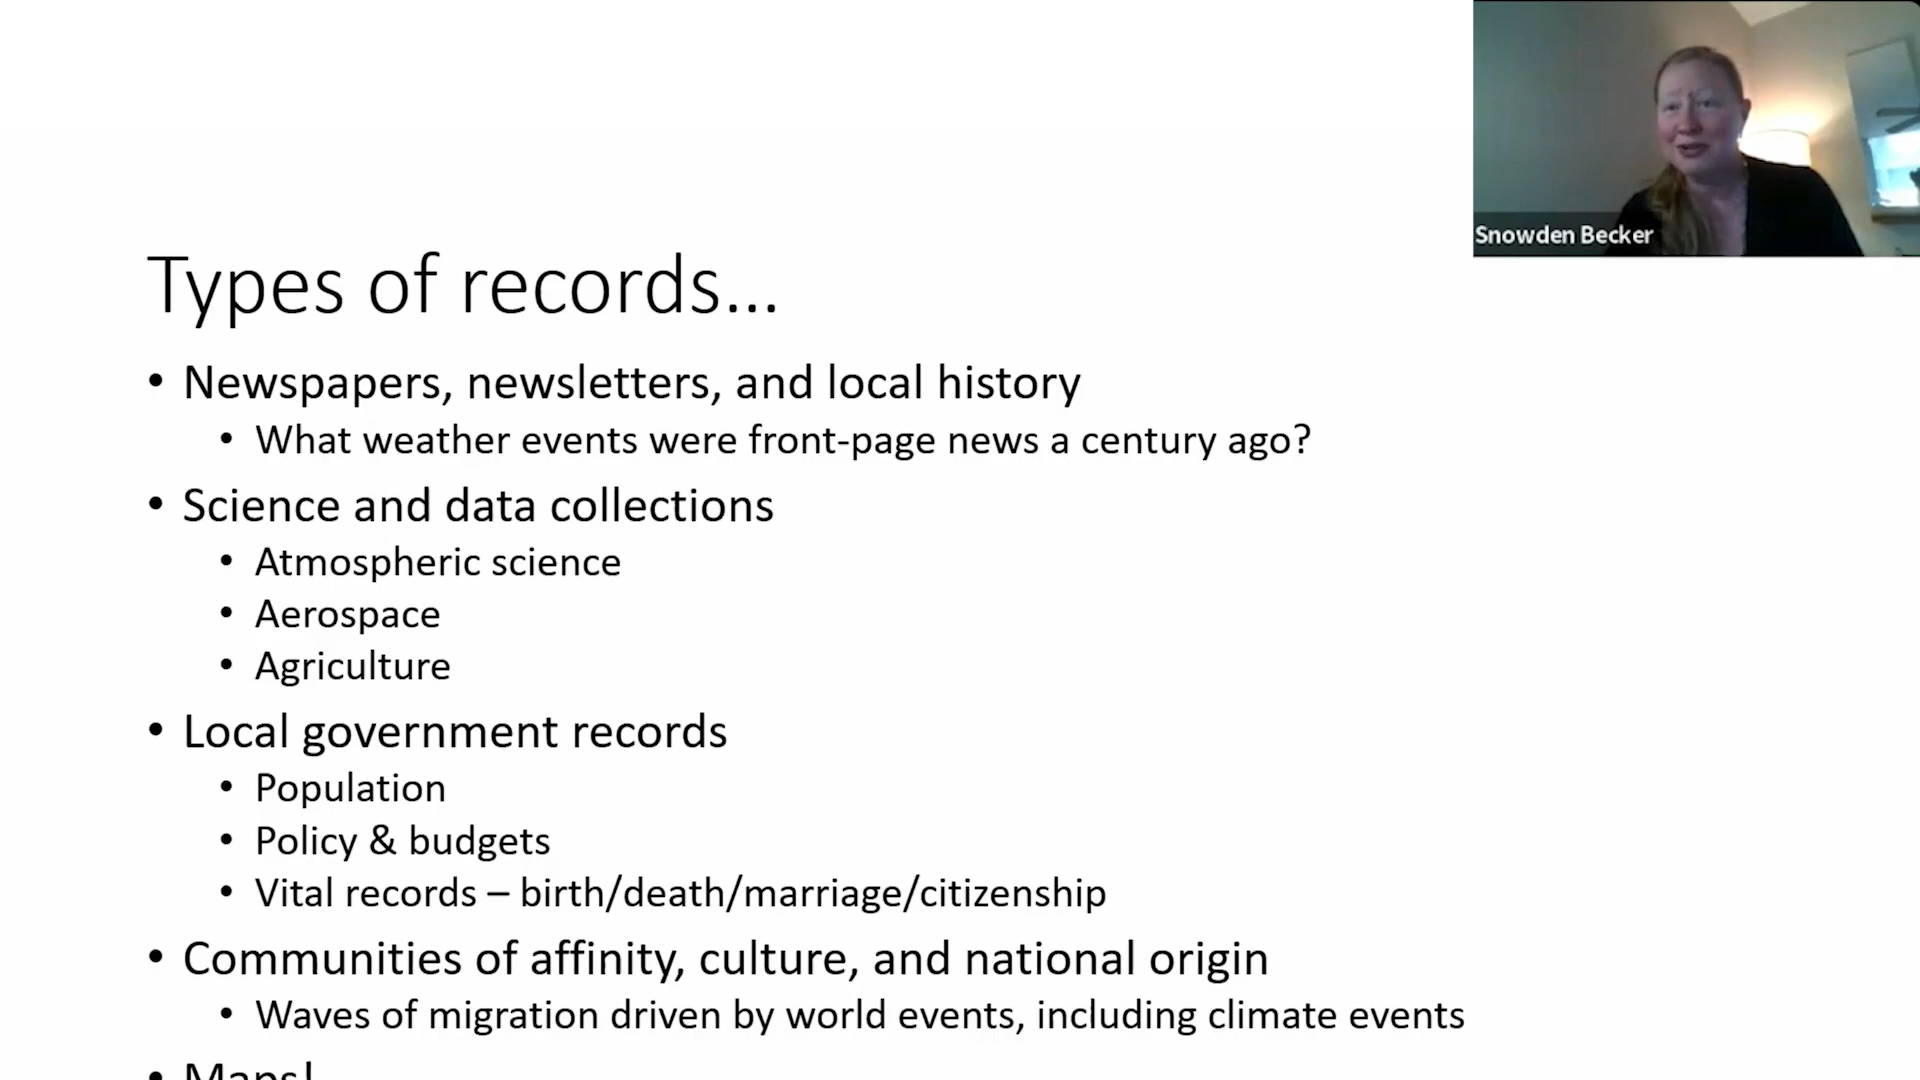 Snowden Becker
Types of records...
• Newspapers, newsletters, and local history
• What weather events were front-page news a century ago?
• Science and data collections
• Atmospheric science
• Aerospace
• Agriculture
• Local government records
• Population
• Policy & budgets
• Vital records – birth/death/marriage/citizenship
• Communities of affinity, culture, and national origin
• Waves of migration driven by world events, including climate events
• Maps!